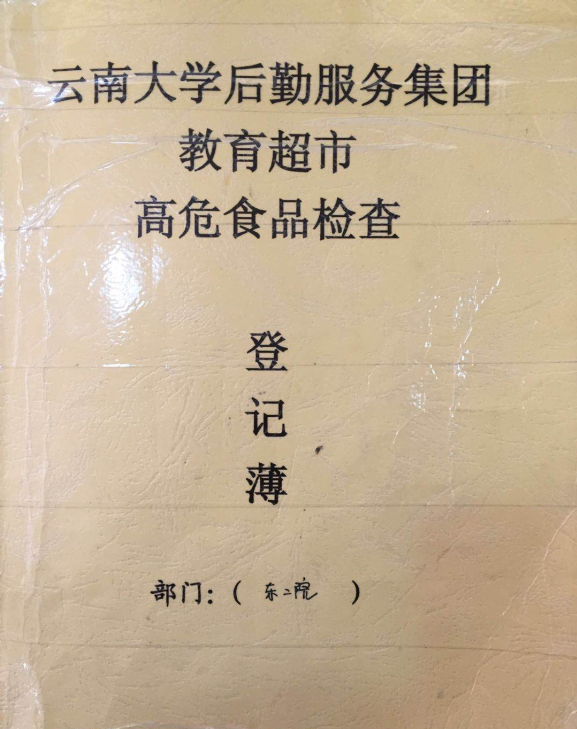 云南大学后勤服务集团
教育超市
高危食品检查
登
记
薄
部门：（ 东二院 ）